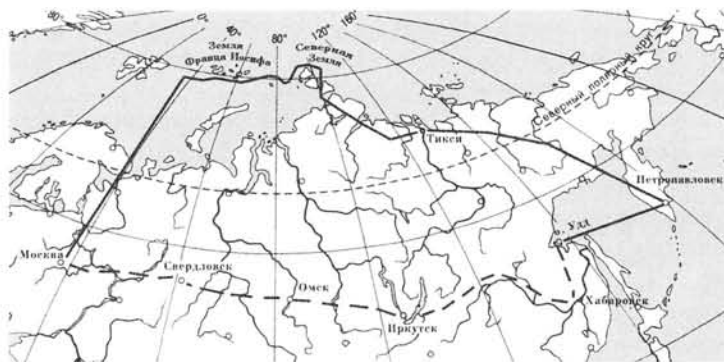 80°
120°
160°
Земля
Франца Иосифа
Северная
Земля
Северный полярный круг
Тикси
Петропавловск
о. Удд
Москва
Свердловск
Омск
Иркутск
Хабаровск